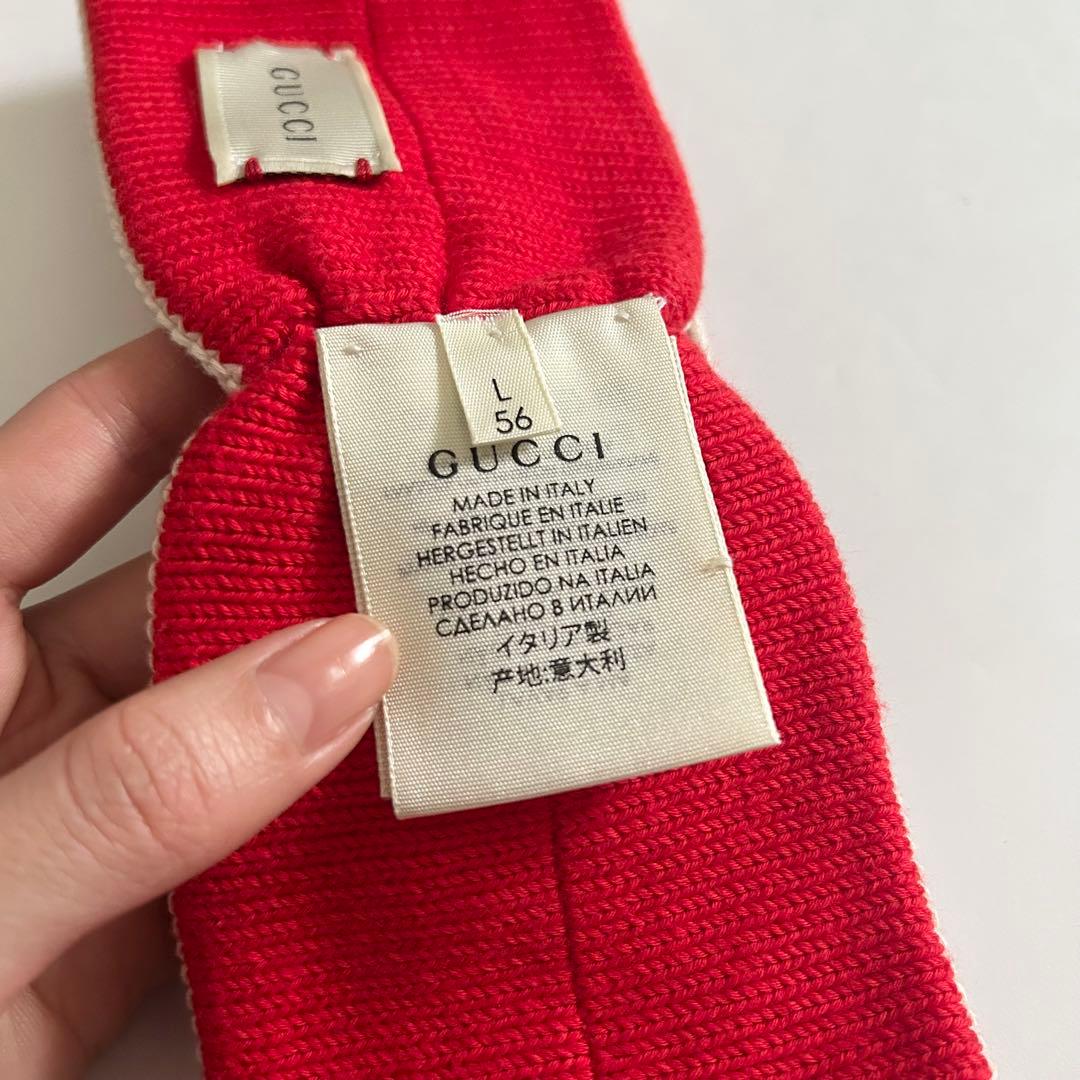 GUCCI
L
56
GUCCI
MADE IN ITALY
FABRIQUE EN ITALIE
HERGESTELLT IN ITALIEN
HECHO EN ITALIA
PRODUZIDO NA ITALIA
СДЕЛАНО В ИТАЛИИ
イタリア製
产地:意大利